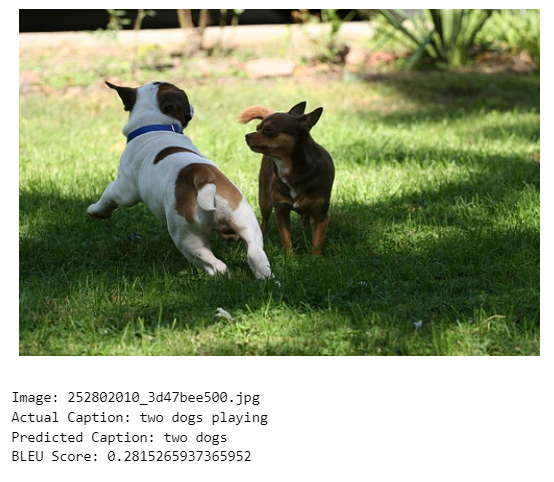 Image: 252802010_3d47bee500.jpg
Actual Caption: two dogs playing
Predicted Caption: two dogs
BLEU Score: 0.2815265937365952